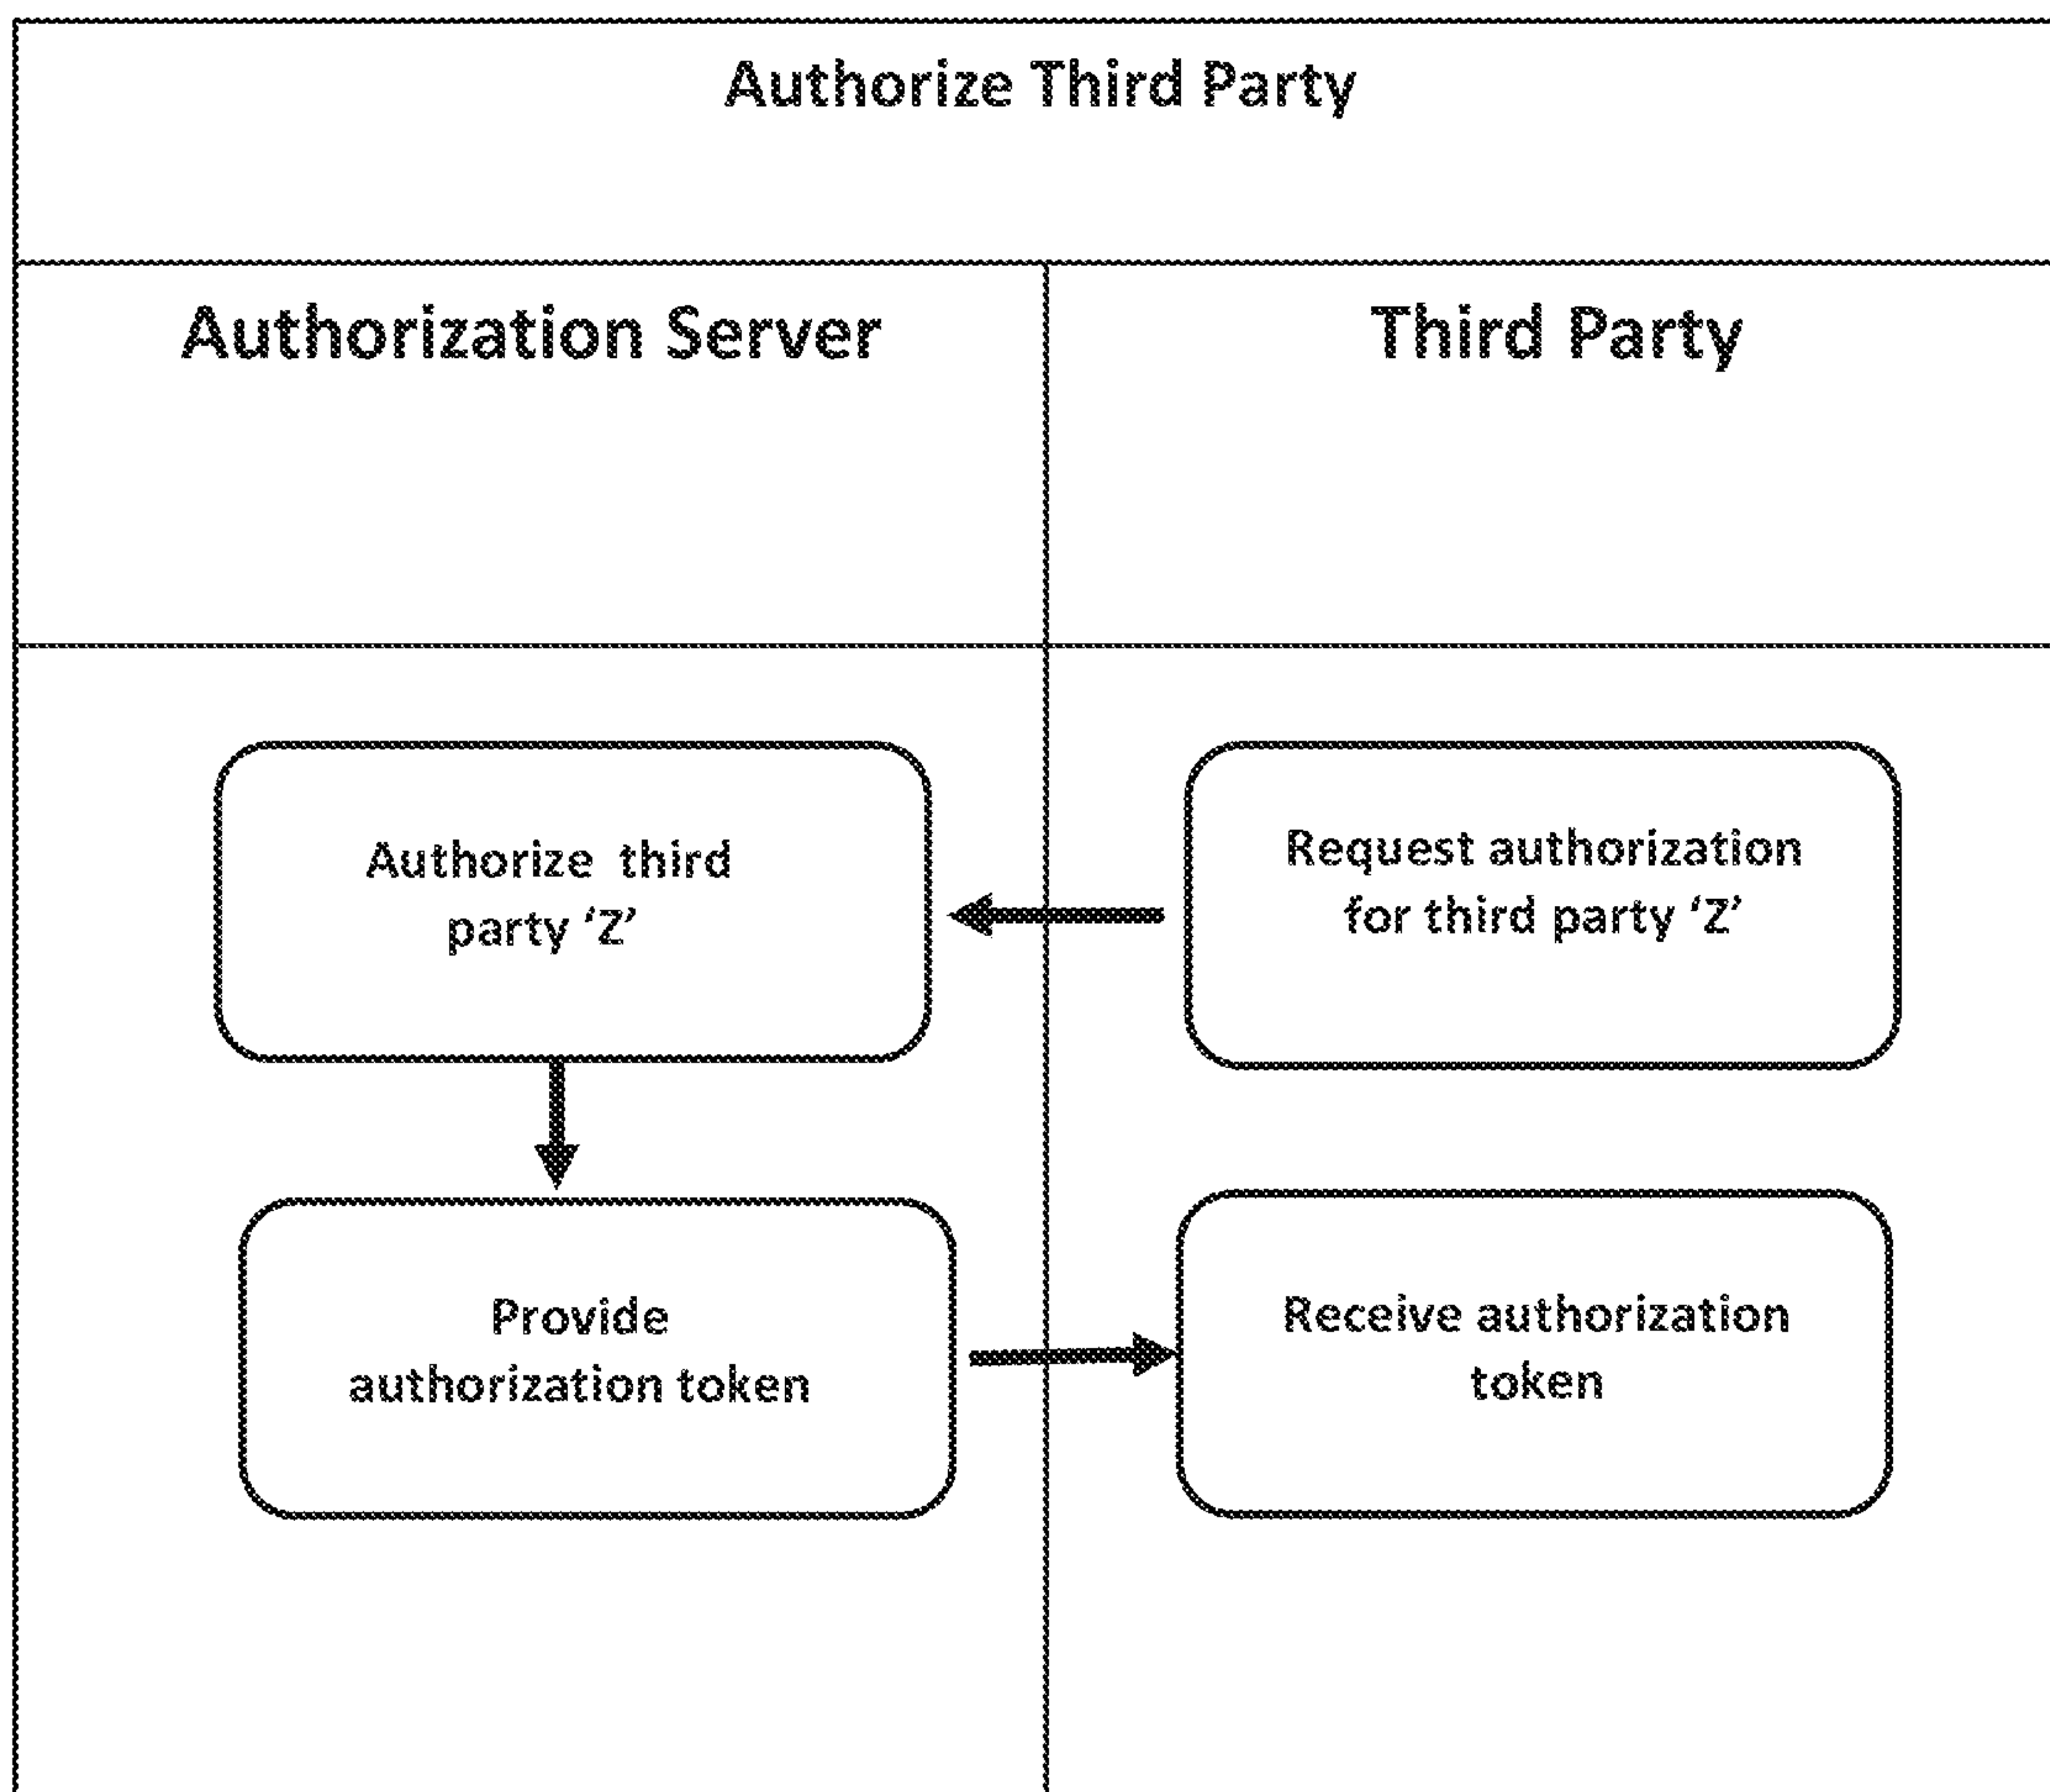 Authorize Third Party
Authorization Server
Third Party
Authorize third
party ‘Z’
Request authorization
for third party ‘Z’
Provide
authorization token
Receive authorization
token